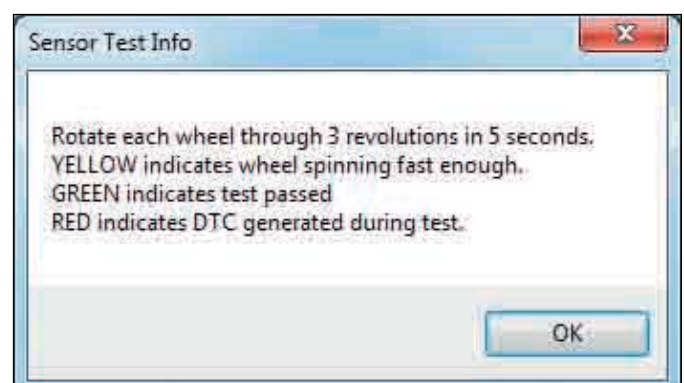 Sensor Test Info
Rotate each wheel through 3 revolutions in 5 seconds.
YELLOW indicates wheel spinning fast enough.
GREEN indicates test passed
RED indicates DTC generated during test.
OK